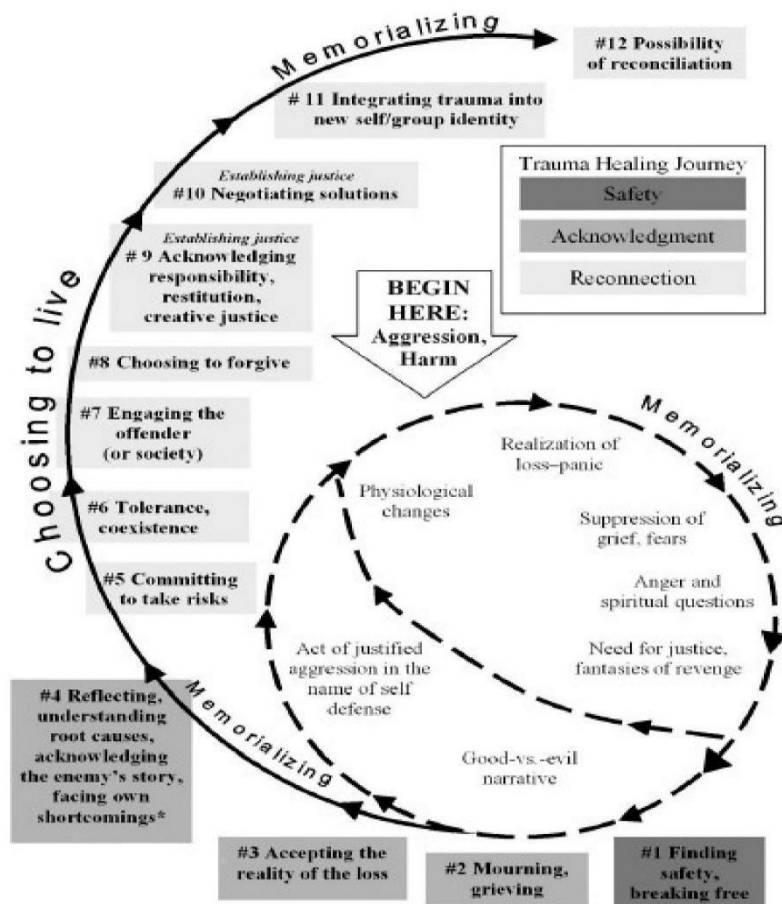 Memorializing
#12 Possibility
of reconciliation
# 11 Integrating trauma into
new self/group identity
Establishing justice
#10 Negotiating solutions
Establishing justice
# 9 Acknowledging
responsibility,
restitution,
creative justice
#8 Choosing to forgive
#7 Engaging the
offender
(or society)
#6 Tolerance,
coexistence
#5 Committing
to take risks
Choosing to live
Trauma Healing Journey
Safety
Acknowledgment
Reconnection
BEGIN
HERE:
Aggression,
Harm
Memorializing
Realization of
loss–panic
Physiological
changes
Suppression of
grief, fears
Anger and
spiritual questions
Need for justice,
fantasies of revenge
Act of justified
aggression in the
name of self
defense
Good-vs.-evil
narrative
Memorializing
#4 Reflecting,
understanding
root causes,
acknowledging
the enemy's story,
facing own
shortcomings*
#3 Accepting the
reality of the loss
#2 Mourning,
grieving
#1 Finding
safety,
breaking free